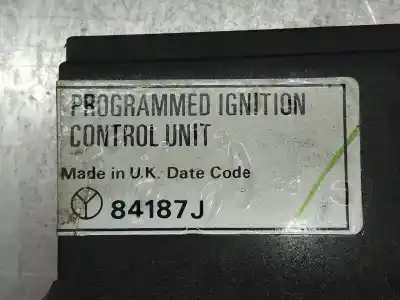 PROGRAMMED IGNITION
CONTROL UNIT
Made in U.K. Date Code
84187J